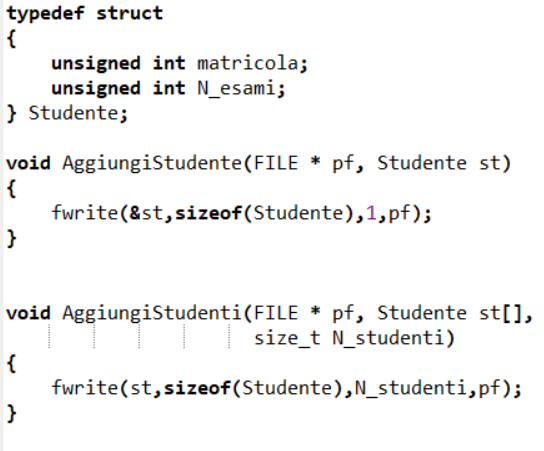 typedef struct
{
    unsigned int matricola;
    unsigned int N_esami;
} Studente;
void AggiungiStudente(FILE * pf, Studente st)
{
    fwrite(&st,sizeof(Studente),1,pf);
}
void AggiungiStudenti(FILE * pf, Studente st[],
                      size_t N_studenti)
{
    fwrite(st,sizeof(Studente),N_studenti,pf);
}